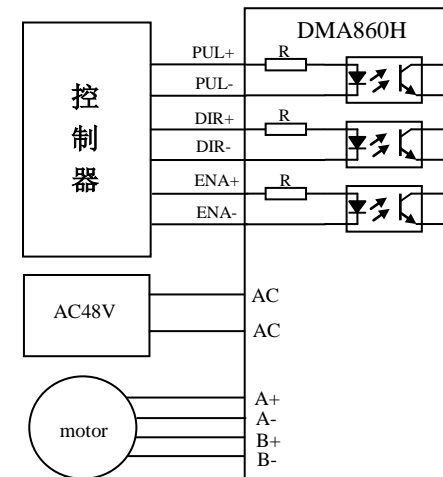 DMA860H
控制器
PUL+
R
PUL-
DIR+
R
DIR-
ENA+
R
ENA-
AC48V
AC
AC
motor
A+
A-
B+
B-